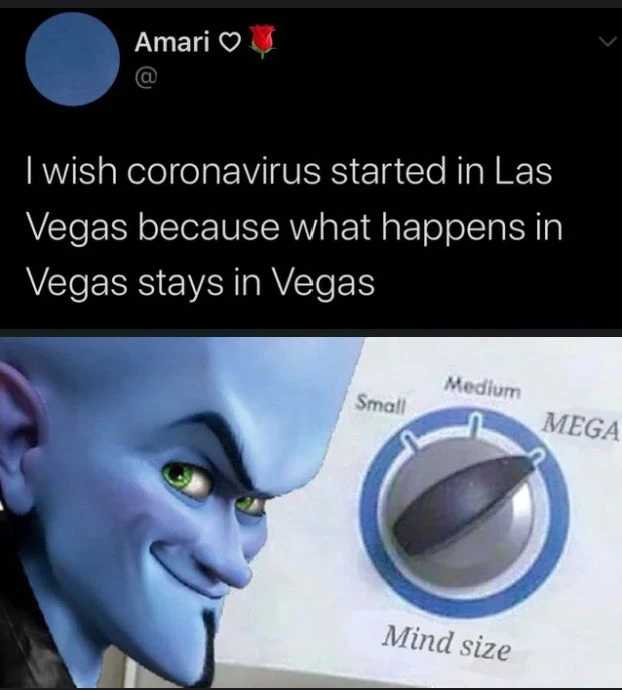 Amari ♡ 🌹
@
I wish coronavirus started in Las
Vegas because what happens in
Vegas stays in Vegas
Small
Medium
MEGA
Mind size